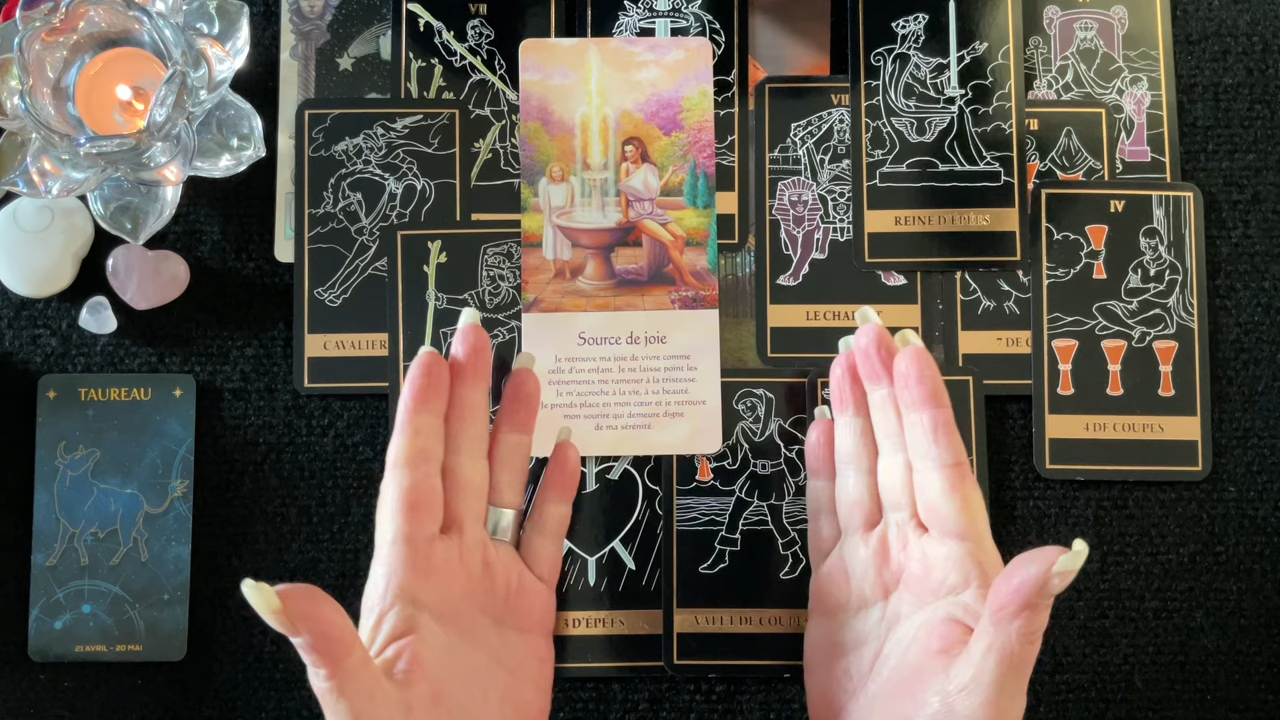 VII
VII
REINE D'ÉPÉES
VII
IV
CAVALIER
LE CHA
7 DE C
4 DE COUPES
Source de joie
Je retrouve ma joie de vivre comme
celle d'un enfant. Je ne laisse point les
événements me ramener à la tristesse.
Je m'accroche à la vie, à sa beauté.
Je prends place en mon cœur et je retrouve
mon sourire qui demeure digne
de ma sérénité.
TAUREAU
21 AVRIL - 20 MAI
3 D'ÉPÉES
VALET DE COUPES